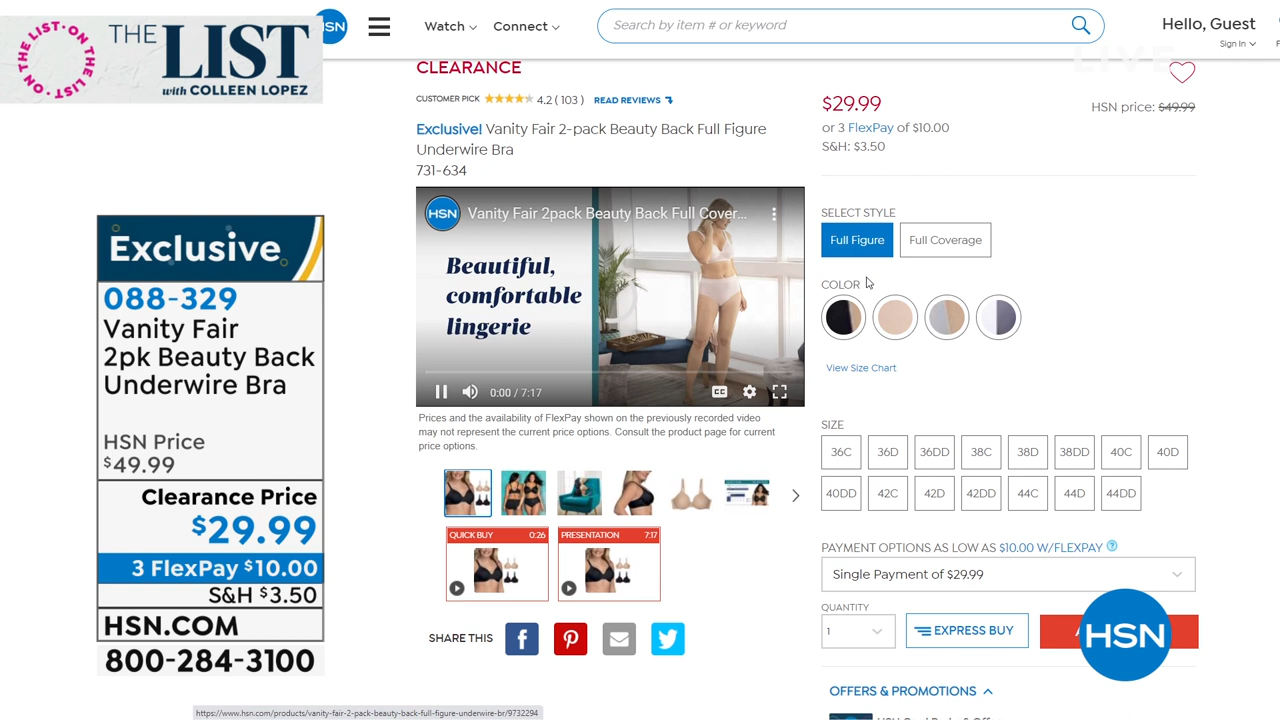 ON THE LIST • ON THE LIST •
THE
LIST
with COLLEEN LOPEZ
HSN
Watch
Connect
Search by item # or keyword
Hello, Guest
Sign In
LIVE
CLEARANCE
CUSTOMER PICK
4.2 ( 103 )
READ REVIEWS
Exclusive! Vanity Fair 2-pack Beauty Back Full Figure
Underwire Bra
731-634
HSN
Vanity Fair 2pack Beauty Back Full Cover...
Beautiful,
comfortable
lingerie
0:00 / 7:17
CC
Prices and the availability of FlexPay shown on the previously recorded video
may not represent the current price options. Consult the product page for current
price options.
QUICK BUY 0:26
PRESENTATION 7:17
SHARE THIS
$29.99
HSN price: $49.99
or 3 FlexPay of $10.00
S&H: $3.50
SELECT STYLE
Full Figure
Full Coverage
COLOR
View Size Chart
SIZE
36C 36D 36DD 38C 38D 38DD 40C 40D
40DD 42C 42D 42DD 44C 44D 44DD
PAYMENT OPTIONS AS LOW AS $10.00 W/FLEXPAY ?
Single Payment of $29.99
QUANTITY
1
EXPRESS BUY
HSN
OFFERS & PROMOTIONS
Exclusive
088-329
Vanity Fair
2pk Beauty Back
Underwire Bra
HSN Price
$49.99
Clearance Price
$29.99
3 FlexPay $10.00
S&H $3.50
HSN.COM
800-284-3100
https://www.hsn.com/products/vanity-fair-2-pack-beauty-back-full-figure-underwire-br/9732294